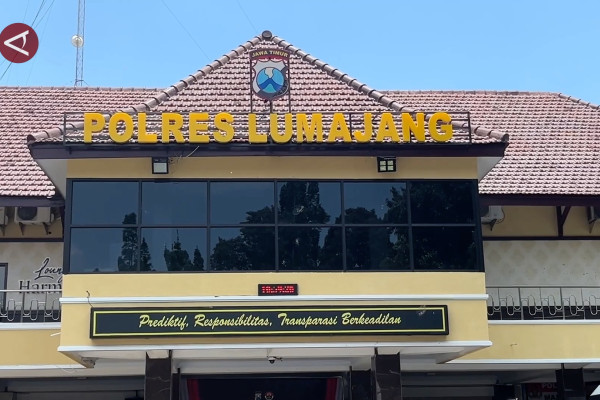 JAWA TIMUR
POLRES LUMAJANG
Prediktif, Responsibilitas, Transparasi Berkeadilan